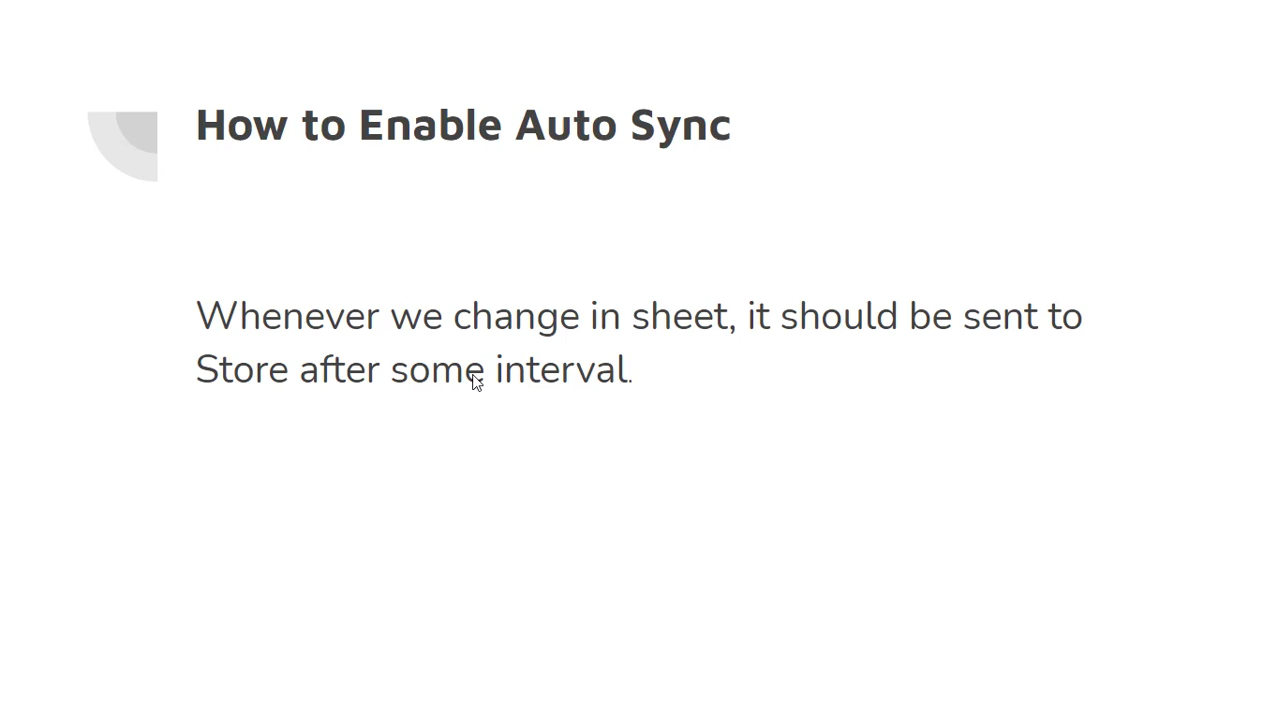 How to Enable Auto Sync
Whenever we change in sheet, it should be sent to
Store after some interval.